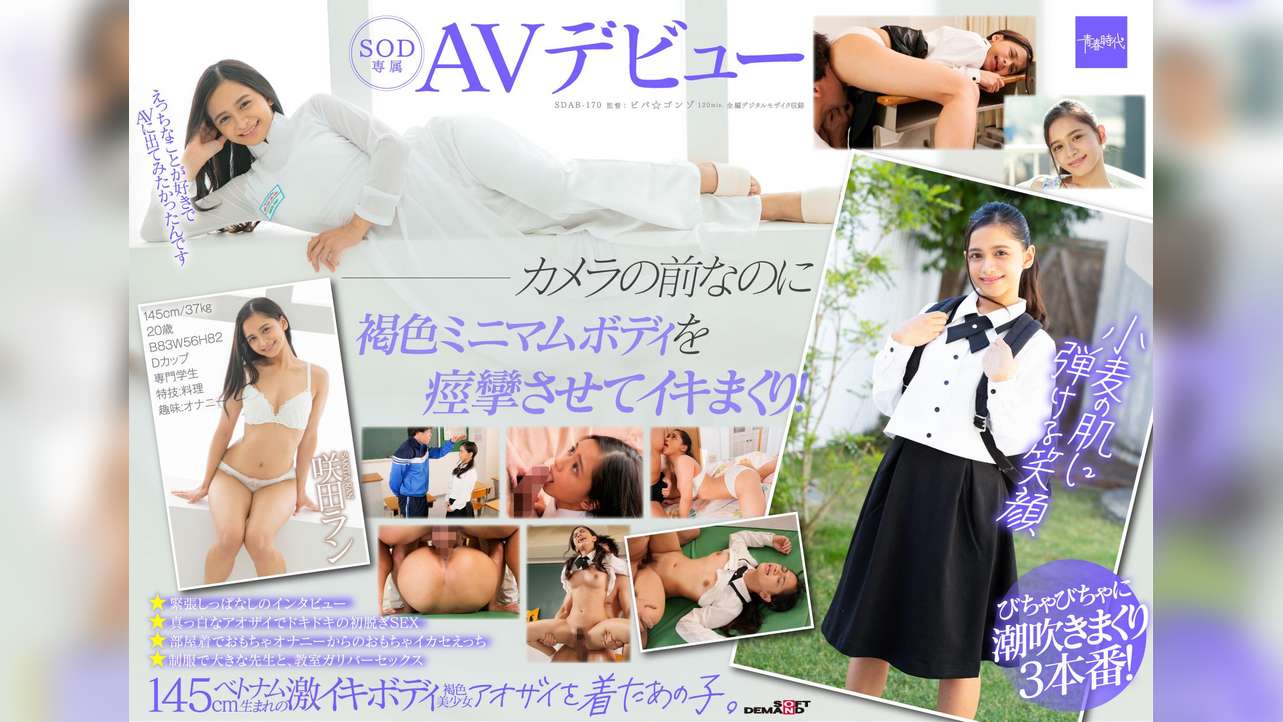 SOD
専属
AVデビュー
SDAB-170 監督：ビバ☆ゴンゾ 120min. 全編デジタルモザイク収録
青春時代
えっちなことが好きで
AVに出てみたかったんです
カメラの前なのに
褐色ミニマムボディを
痙攣させてイキまくり!
145cm/37kg
20歳
B83W56H82
Dカップ
専門学生
特技:料理
趣味:オナニー
咲田ラン
小麦の肌に
弾ける笑顔、
びちゃびちゃに
潮吹きまくり
3本番!
★緊張しっぱなしのインタビュー
★真っ白なアオザイでドキドキの初脱ぎSEX
★部屋着でおもちゃオナニーからのおもちゃイカせえっち
★制服で大きな先生と、教室ガリバーセックス
145cmベトナム生まれの激イキボディ褐色美少女アオザイを着たあの子。
SOFT
DEMAND